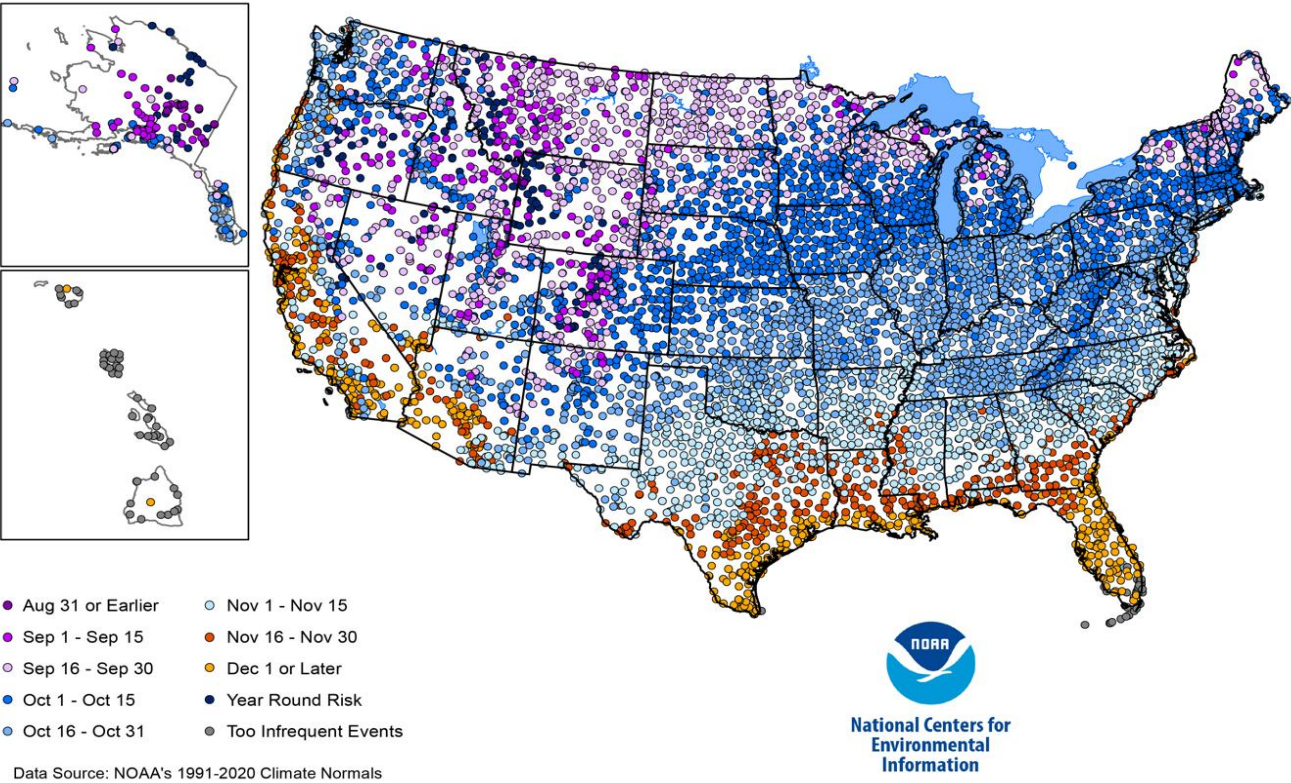 Aug 31 or Earlier
Sep 1 - Sep 15
Sep 16 - Sep 30
Oct 1 - Oct 15
Oct 16 - Oct 31
Nov 1 - Nov 15
Nov 16 - Nov 30
Dec 1 or Later
Year Round Risk
Too Infrequent Events
Data Source: NOAA's 1991-2020 Climate Normals
NOAA
National Centers for
Environmental
Information